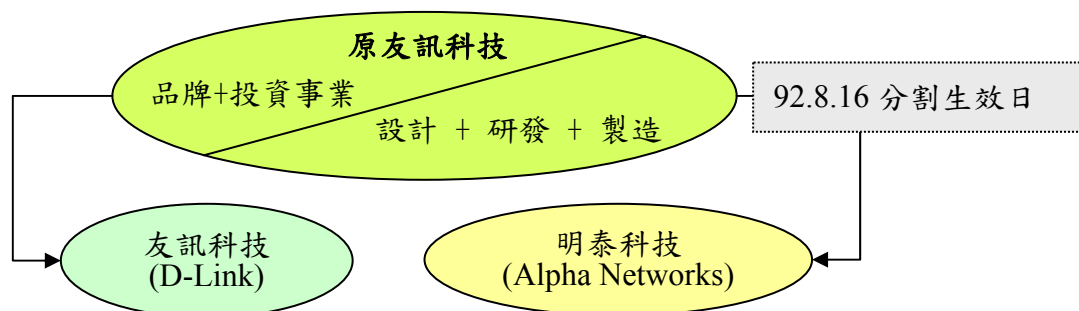 原友訊科技
品牌+投資事業
設計 + 研發 + 製造
92.8.16 分割生效日
友訊科技
(D-Link)
明泰科技
(Alpha Networks)